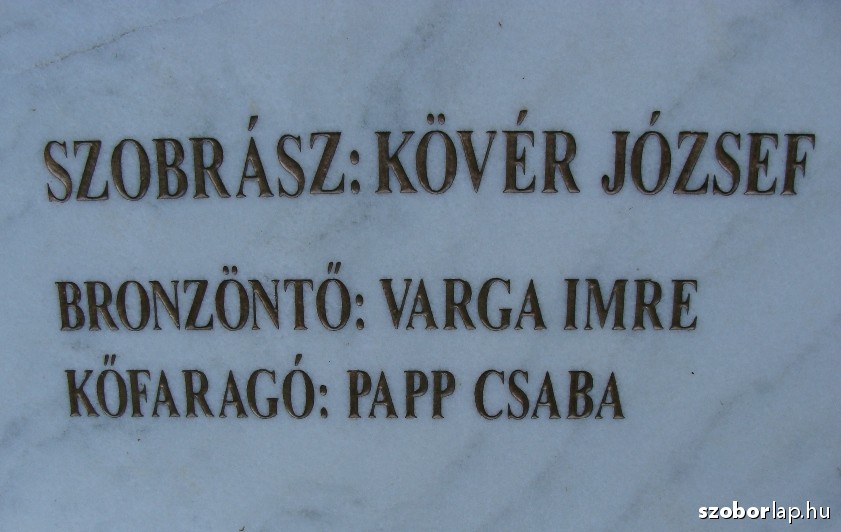 SZOBRÁSZ: KÖVÉR JÓZSEF
BRONZÖNTŐ: VARGA IMRE
KŐFARAGÓ: PAPP CSABA
szoborlap.hu